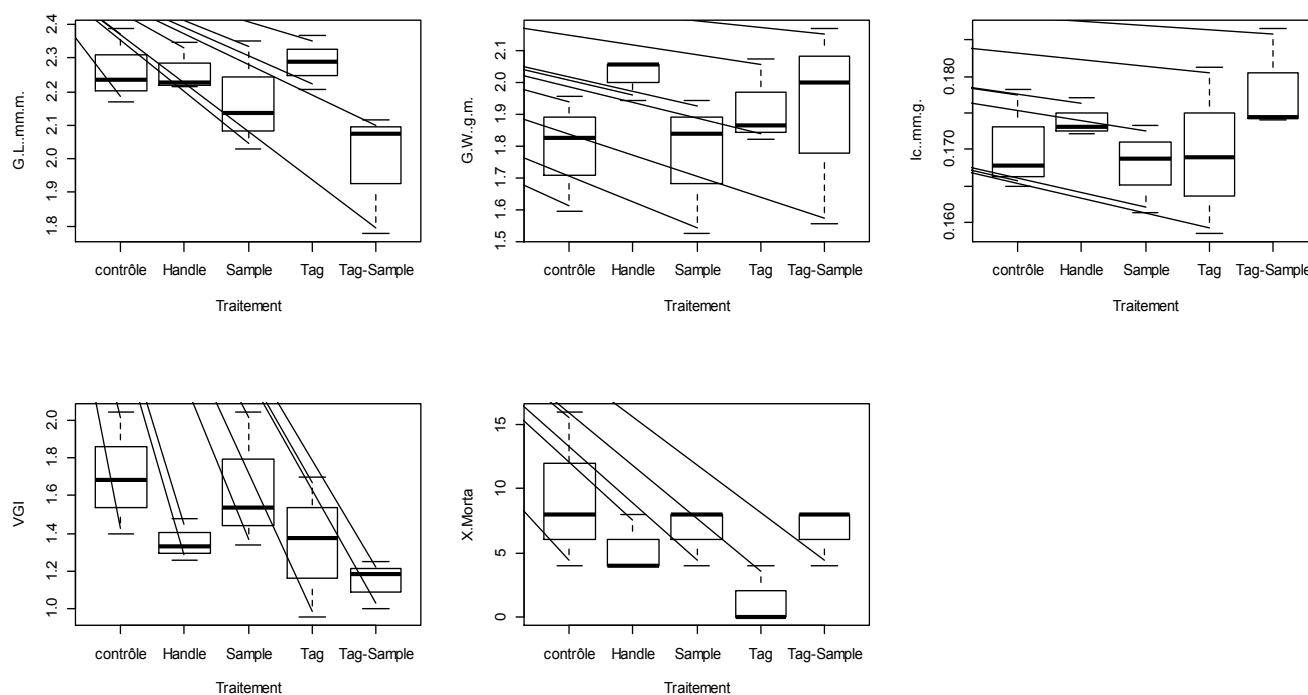 G.L..mm.m.
1.8 1.9 2.0 2.1 2.2 2.3 2.4
contrôle Handle Sample Tag Tag-Sample
Traitement
G.W..g.m.
1.5 1.6 1.7 1.8 1.9 2.0 2.1
contrôle Handle Sample Tag Tag-Sample
Traitement
Ic..mm.g.
0.160 0.170 0.180
contrôle Handle Sample Tag Tag-Sample
Traitement
VGI
1.0 1.2 1.4 1.6 1.8 2.0
contrôle Handle Sample Tag Tag-Sample
Traitement
X.Morta
0 5 10 15
contrôle Handle Sample Tag Tag-Sample
Traitement